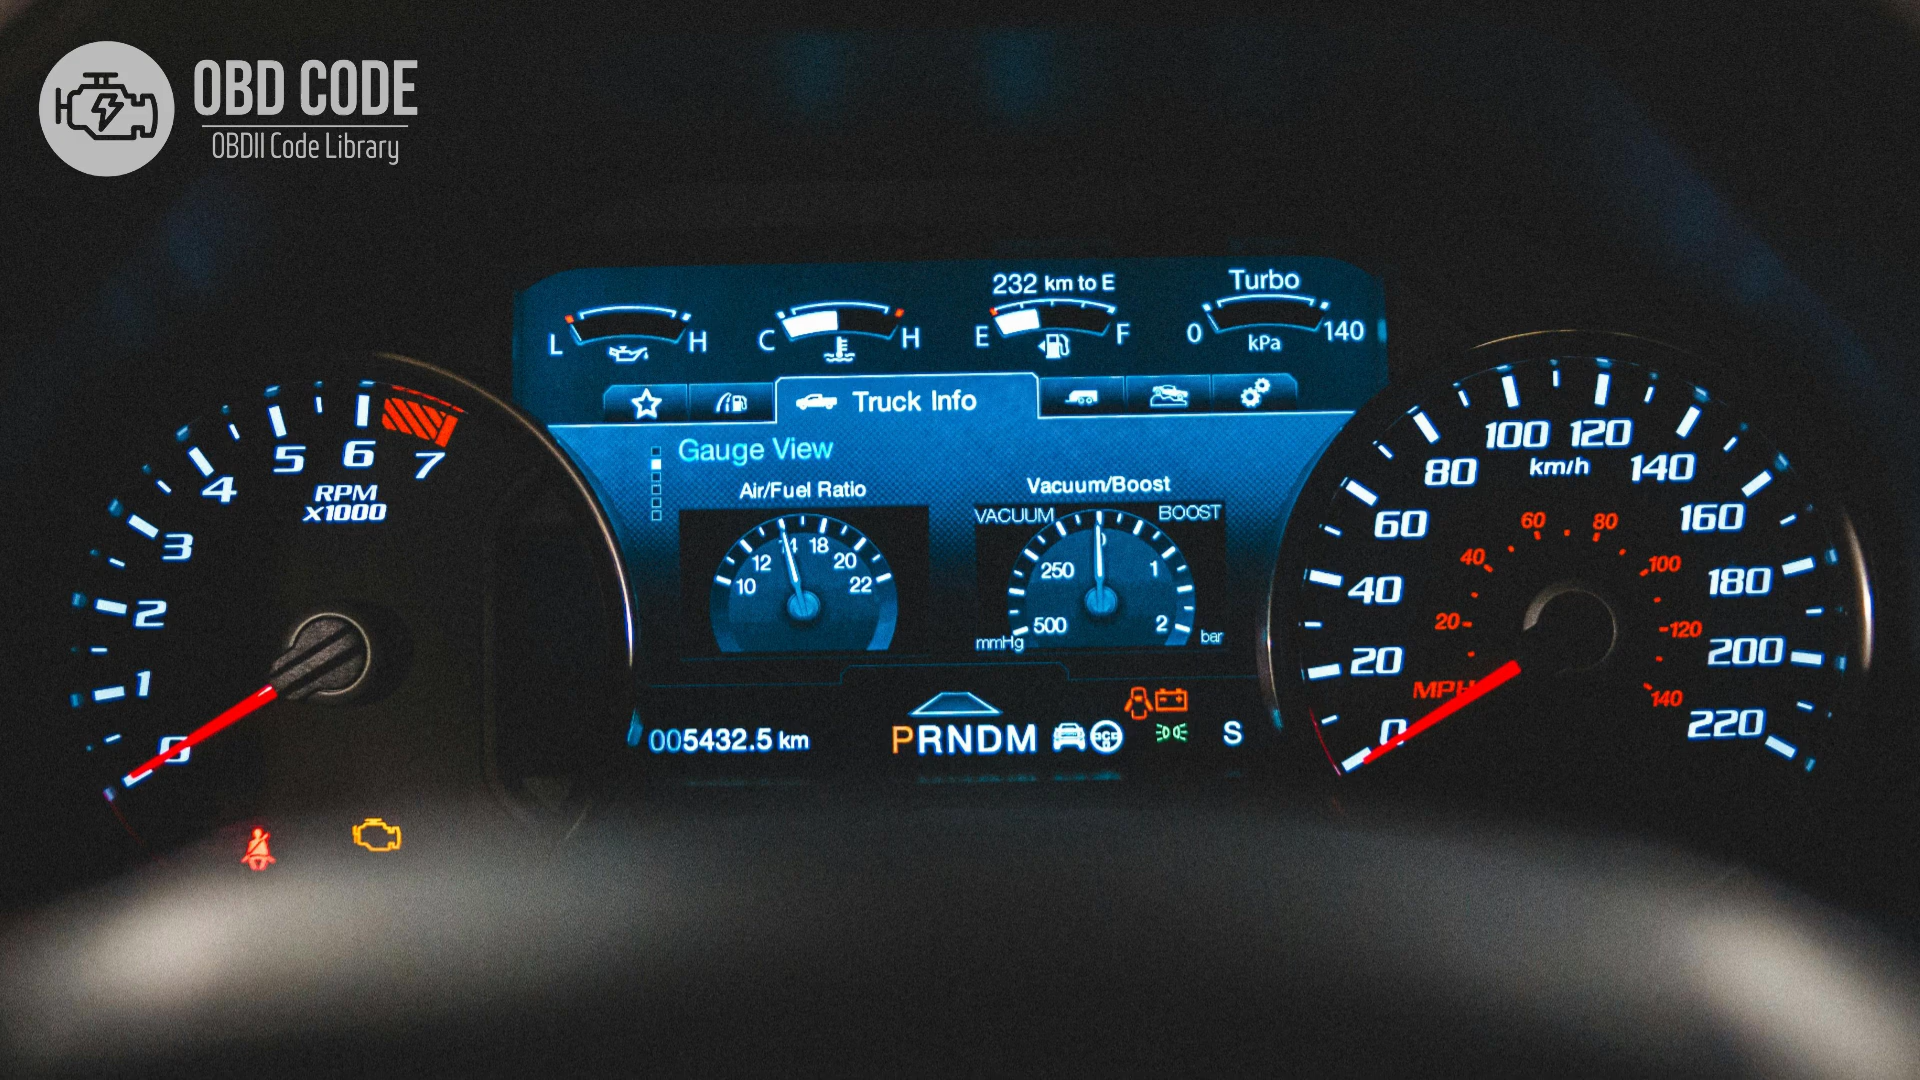 OBD CODE
OBDII Code Library
232 km to E
Turbo
L H
C H
E F
0 140
kPa
Truck Info
Gauge View
Air/Fuel Ratio
10 12 14 18 20 22
Vacuum/Boost
VACUUM BOOST
500 250 0 1 2
mmHg bar
005432.5 km
PRNDM
S
0 1 2 3 4 5 6 7
RPM
X1000
0 20 40 60 80 100 120 140 160 180 200 220
km/h
20 40 60 80 100 120 140
MPH